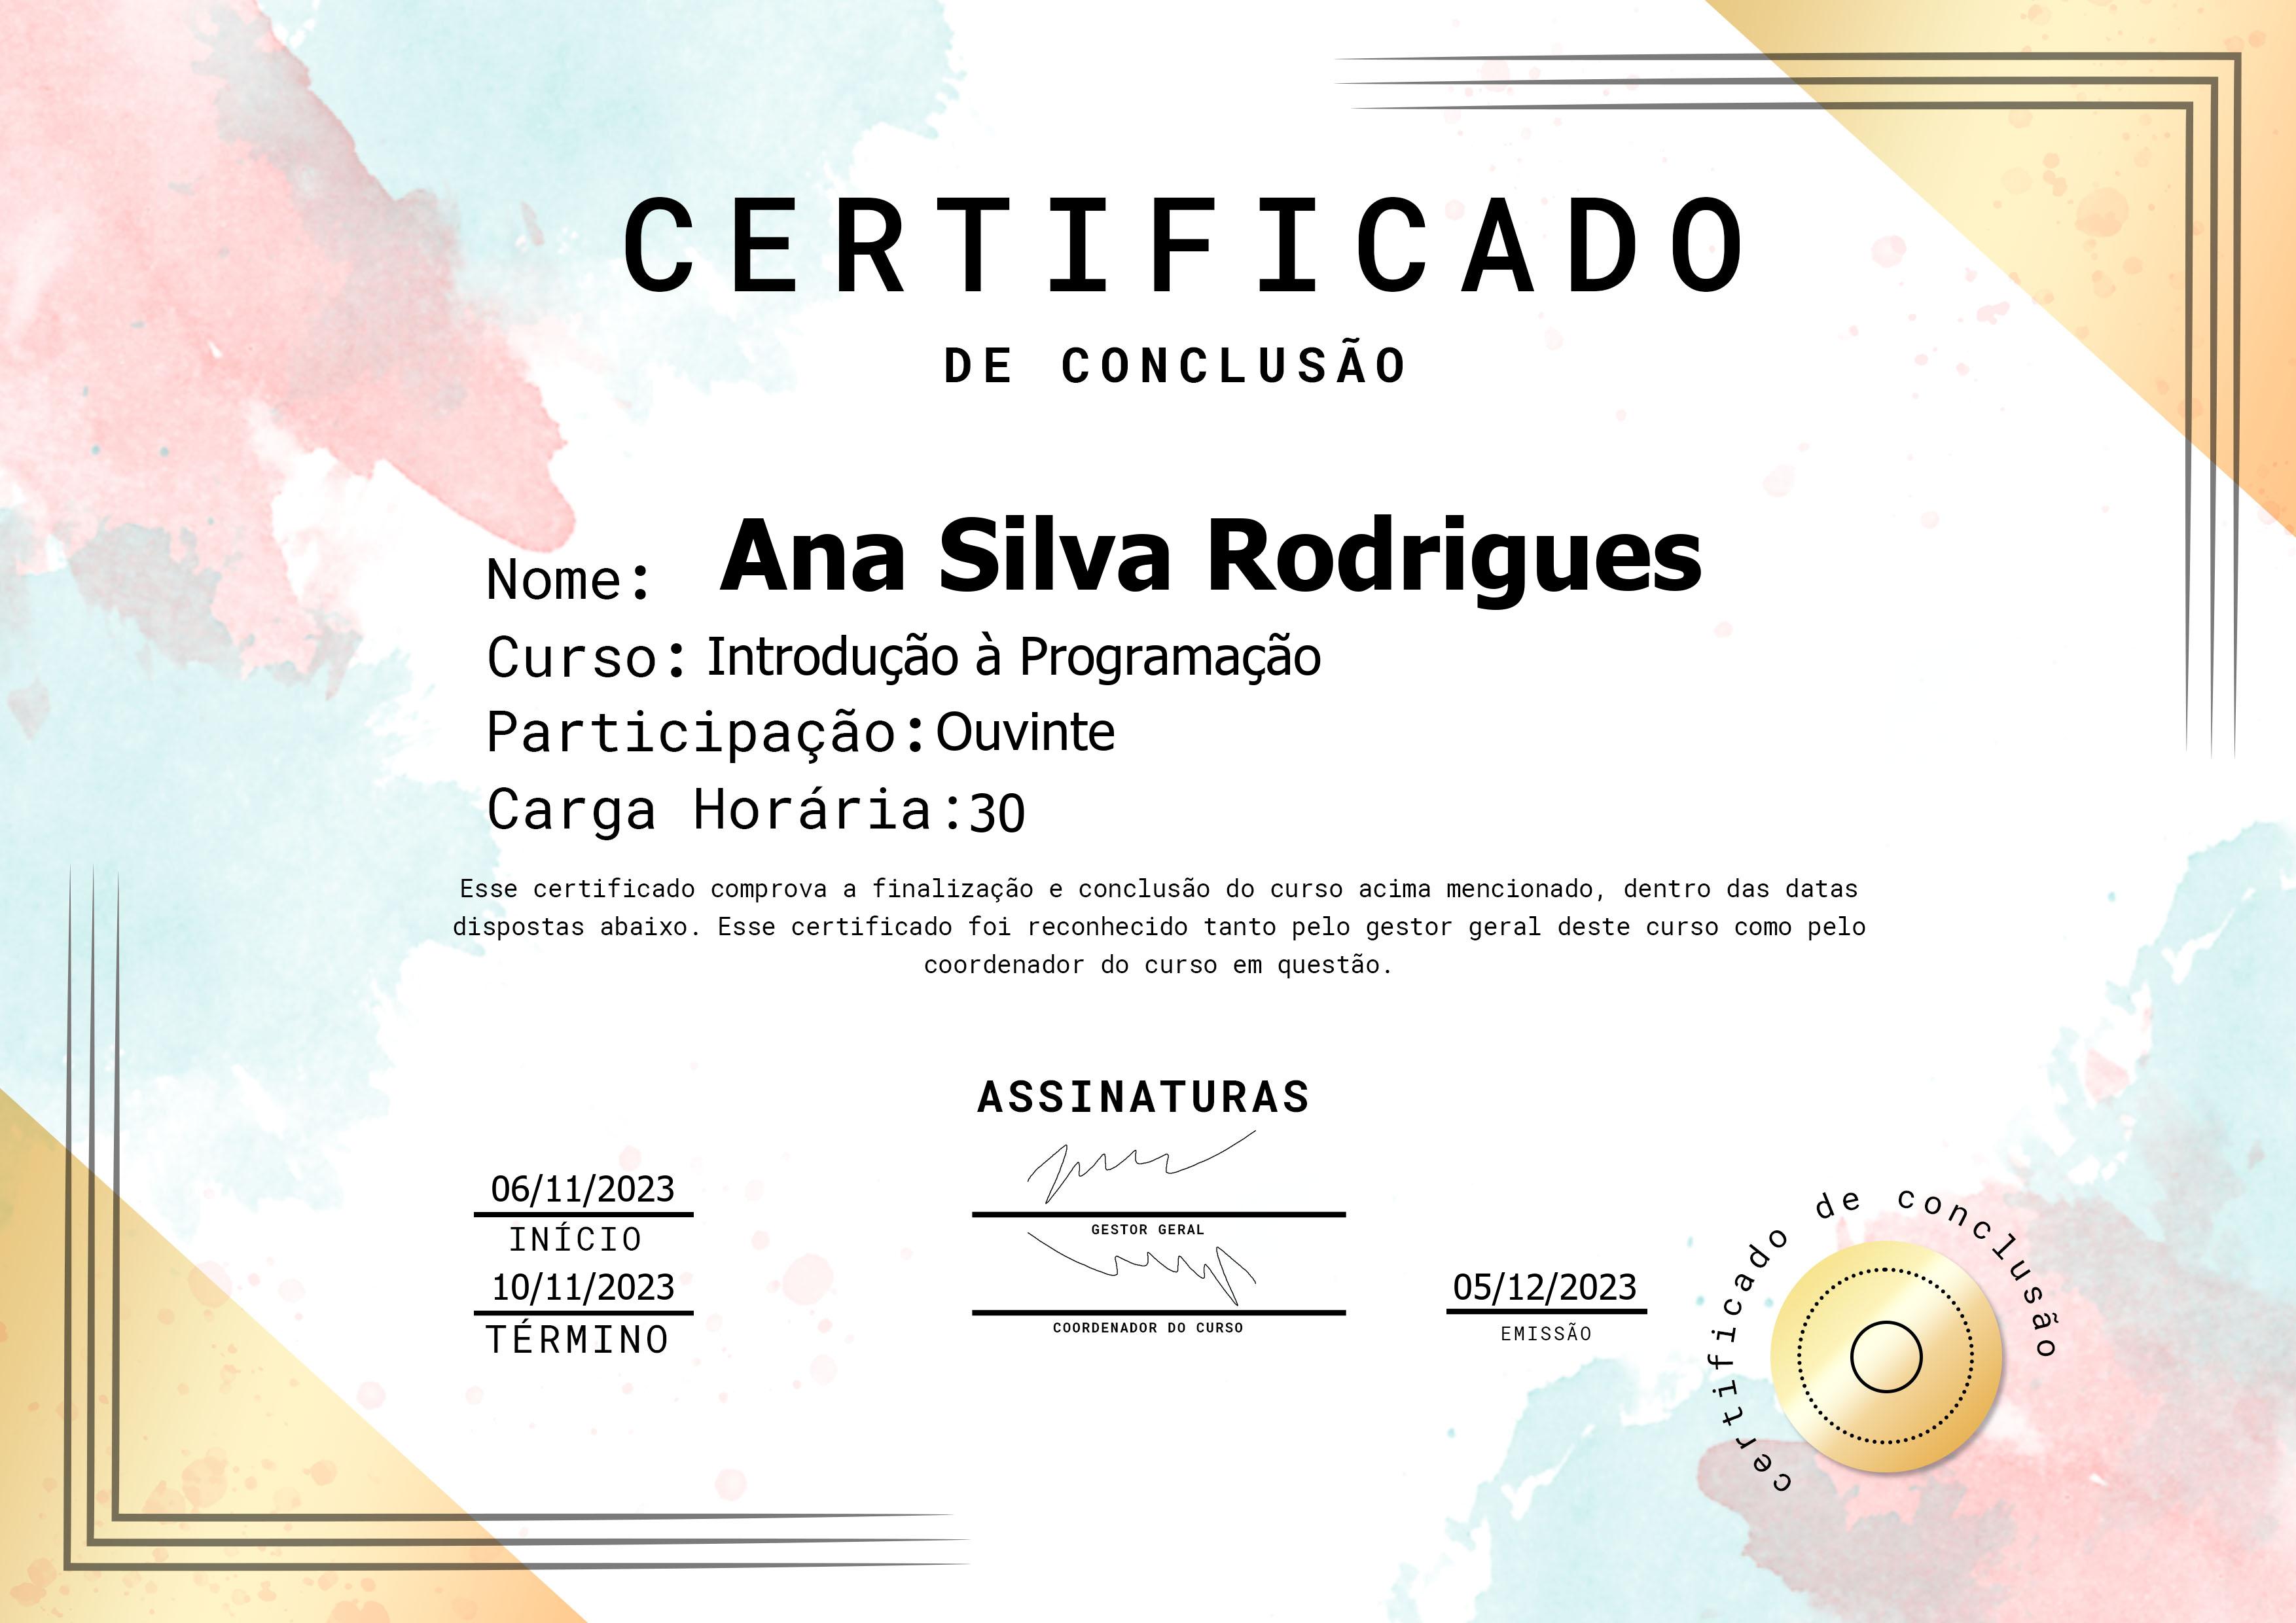 CERTIFICADO
DE CONCLUSÃO
Nome: Ana Silva Rodrigues
Curso: Introdução à Programação
Participação: Ouvinte
Carga Horária: 30
Esse certificado comprova a finalização e conclusão do curso acima mencionado, dentro das datas
dispostas abaixo. Esse certificado foi reconhecido tanto pelo gestor geral deste curso como pelo
coordenador do curso em questão.
ASSINATURAS
06/11/2023
INÍCIO
GESTOR GERAL
10/11/2023
TÉRMINO
COORDENADOR DO CURSO
05/12/2023
EMISSÃO
certificado de conclusão